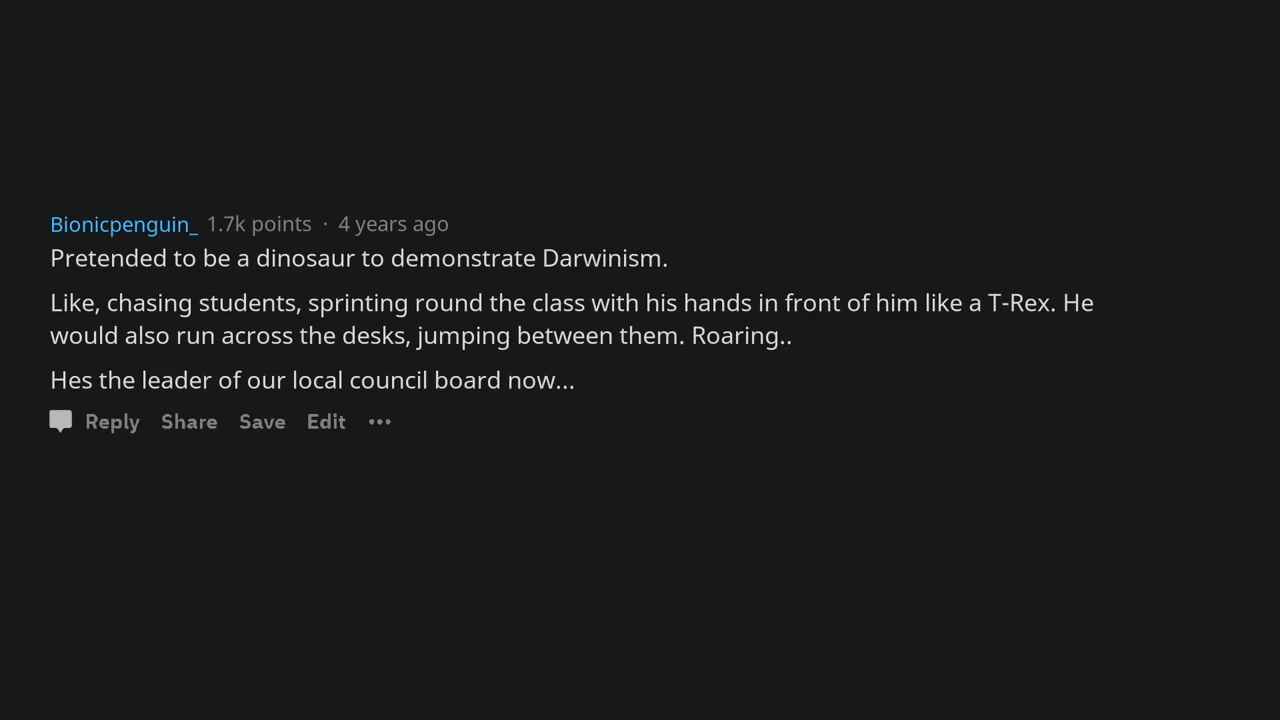 Bionicpenguin_ 1.7k points · 4 years ago
Pretended to be a dinosaur to demonstrate Darwinism.
Like, chasing students, sprinting round the class with his hands in front of him like a T-Rex. He
would also run across the desks, jumping between them. Roaring..
Hes the leader of our local council board now...
Reply Share Save Edit •••